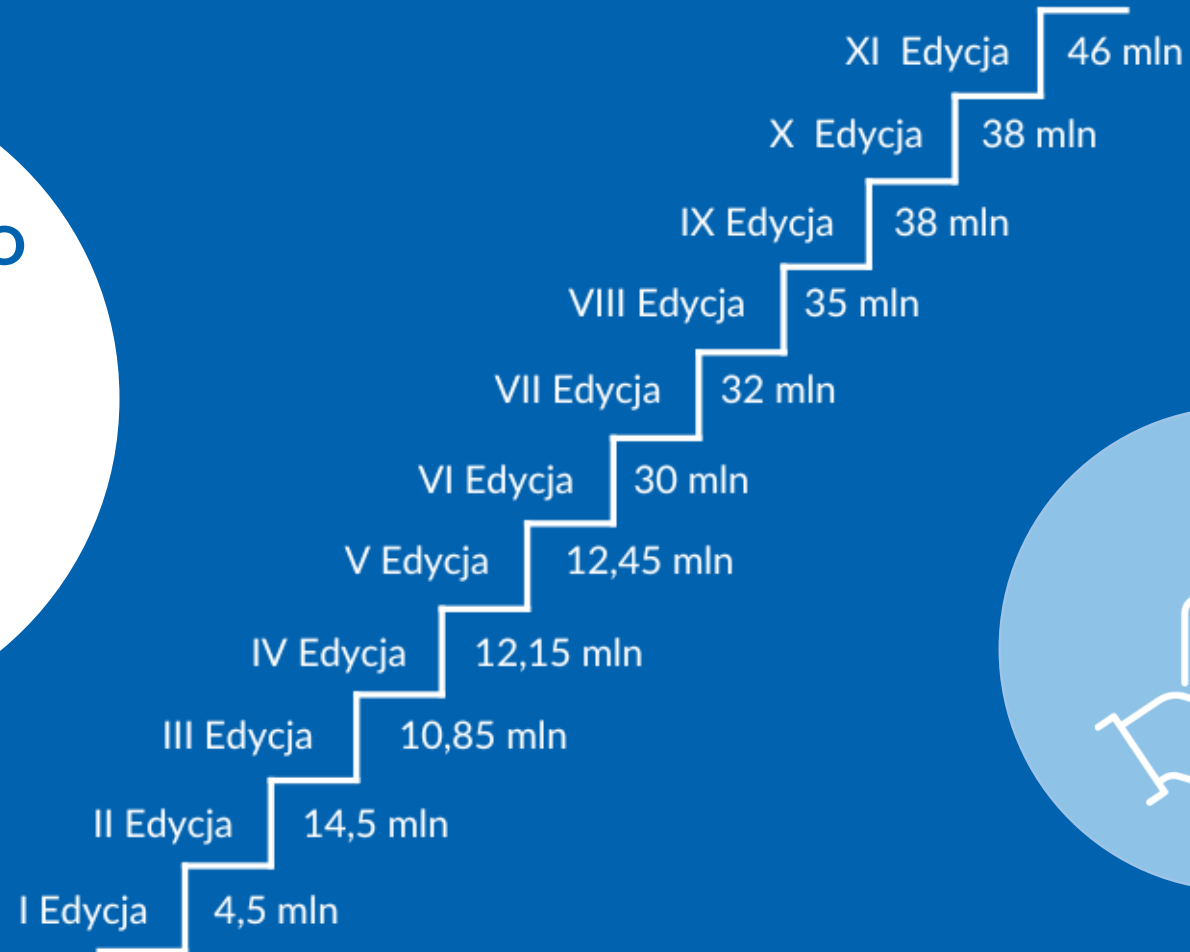 XI Edycja 46 mln
X Edycja 38 mln
IX Edycja 38 mln
VIII Edycja 35 mln
VII Edycja 32 mln
VI Edycja 30 mln
V Edycja 12,45 mln
IV Edycja 12,15 mln
III Edycja 10,85 mln
II Edycja 14,5 mln
I Edycja 4,5 mln